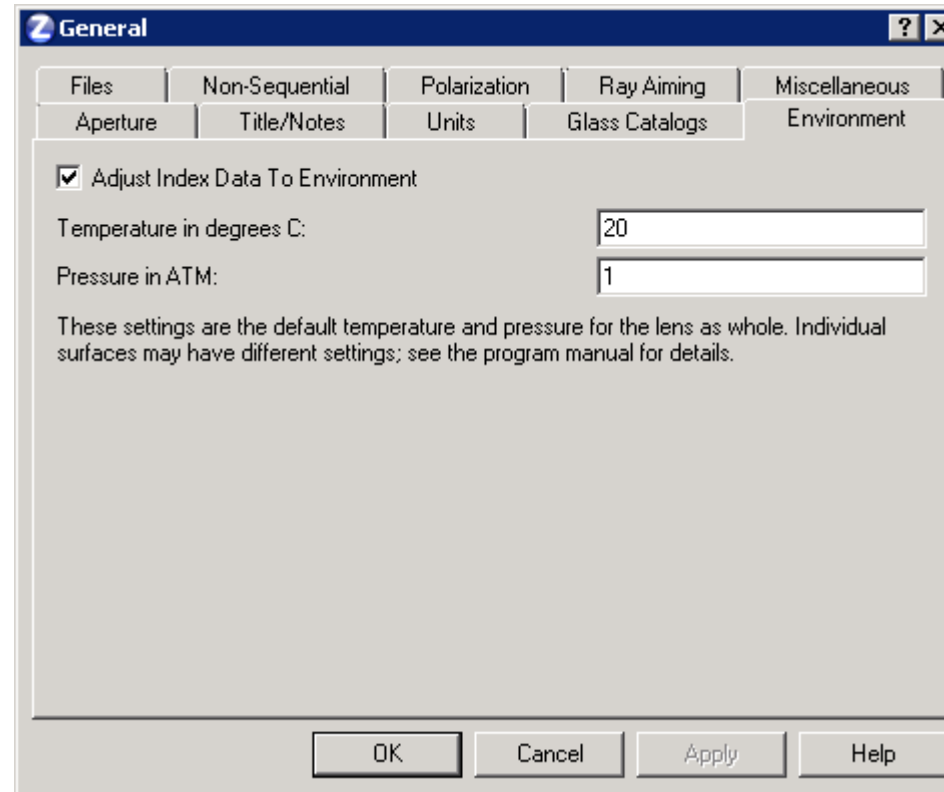 Z General
? X
Files Non-Sequential Polarization Ray Aiming Miscellaneous
Aperture Title/Notes Units Glass Catalogs Environment
Adjust Index Data To Environment
Temperature in degrees C: 20
Pressure in ATM: 1
These settings are the default temperature and pressure for the lens as whole. Individual
surfaces may have different settings; see the program manual for details.
OK Cancel Apply Help